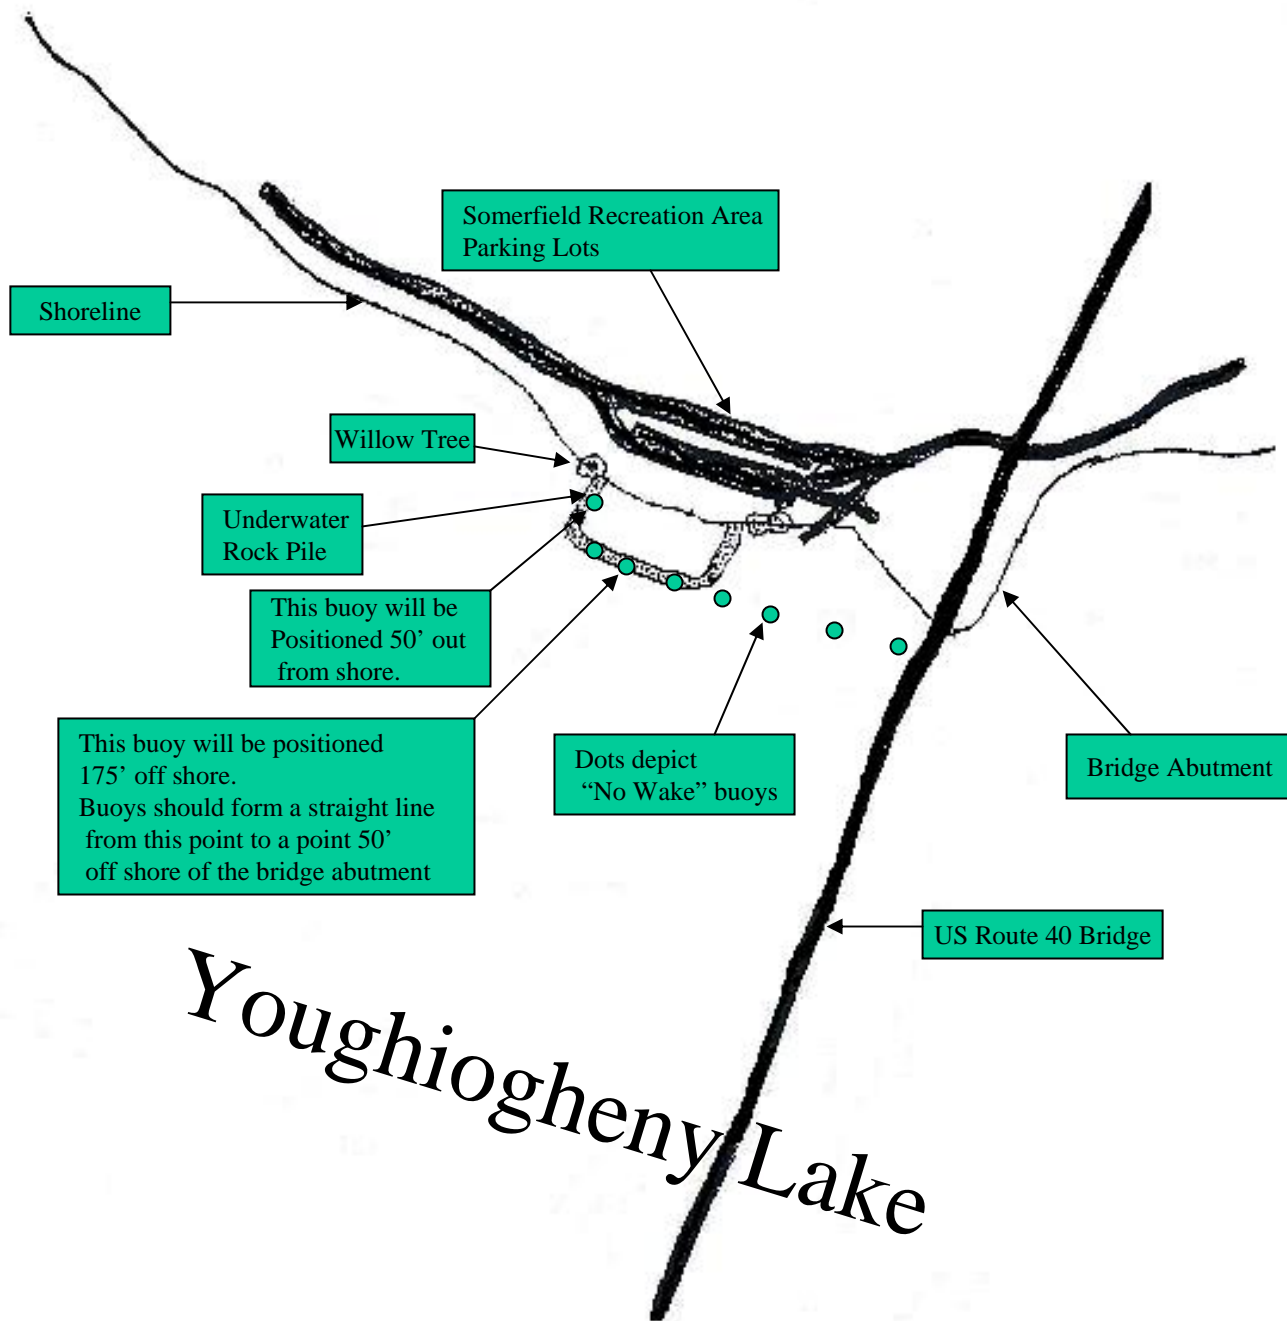 Somerfield Recreation Area
Parking Lots
Shoreline
Willow Tree
Underwater
Rock Pile
This buoy will be
Positioned 50’ out
from shore.
This buoy will be positioned
175’ off shore.
Buoys should form a straight line
from this point to a point 50’
off shore of the bridge abutment
Dots depict
“No Wake” buoys
Bridge Abutment
US Route 40 Bridge
Youghiogheny Lake